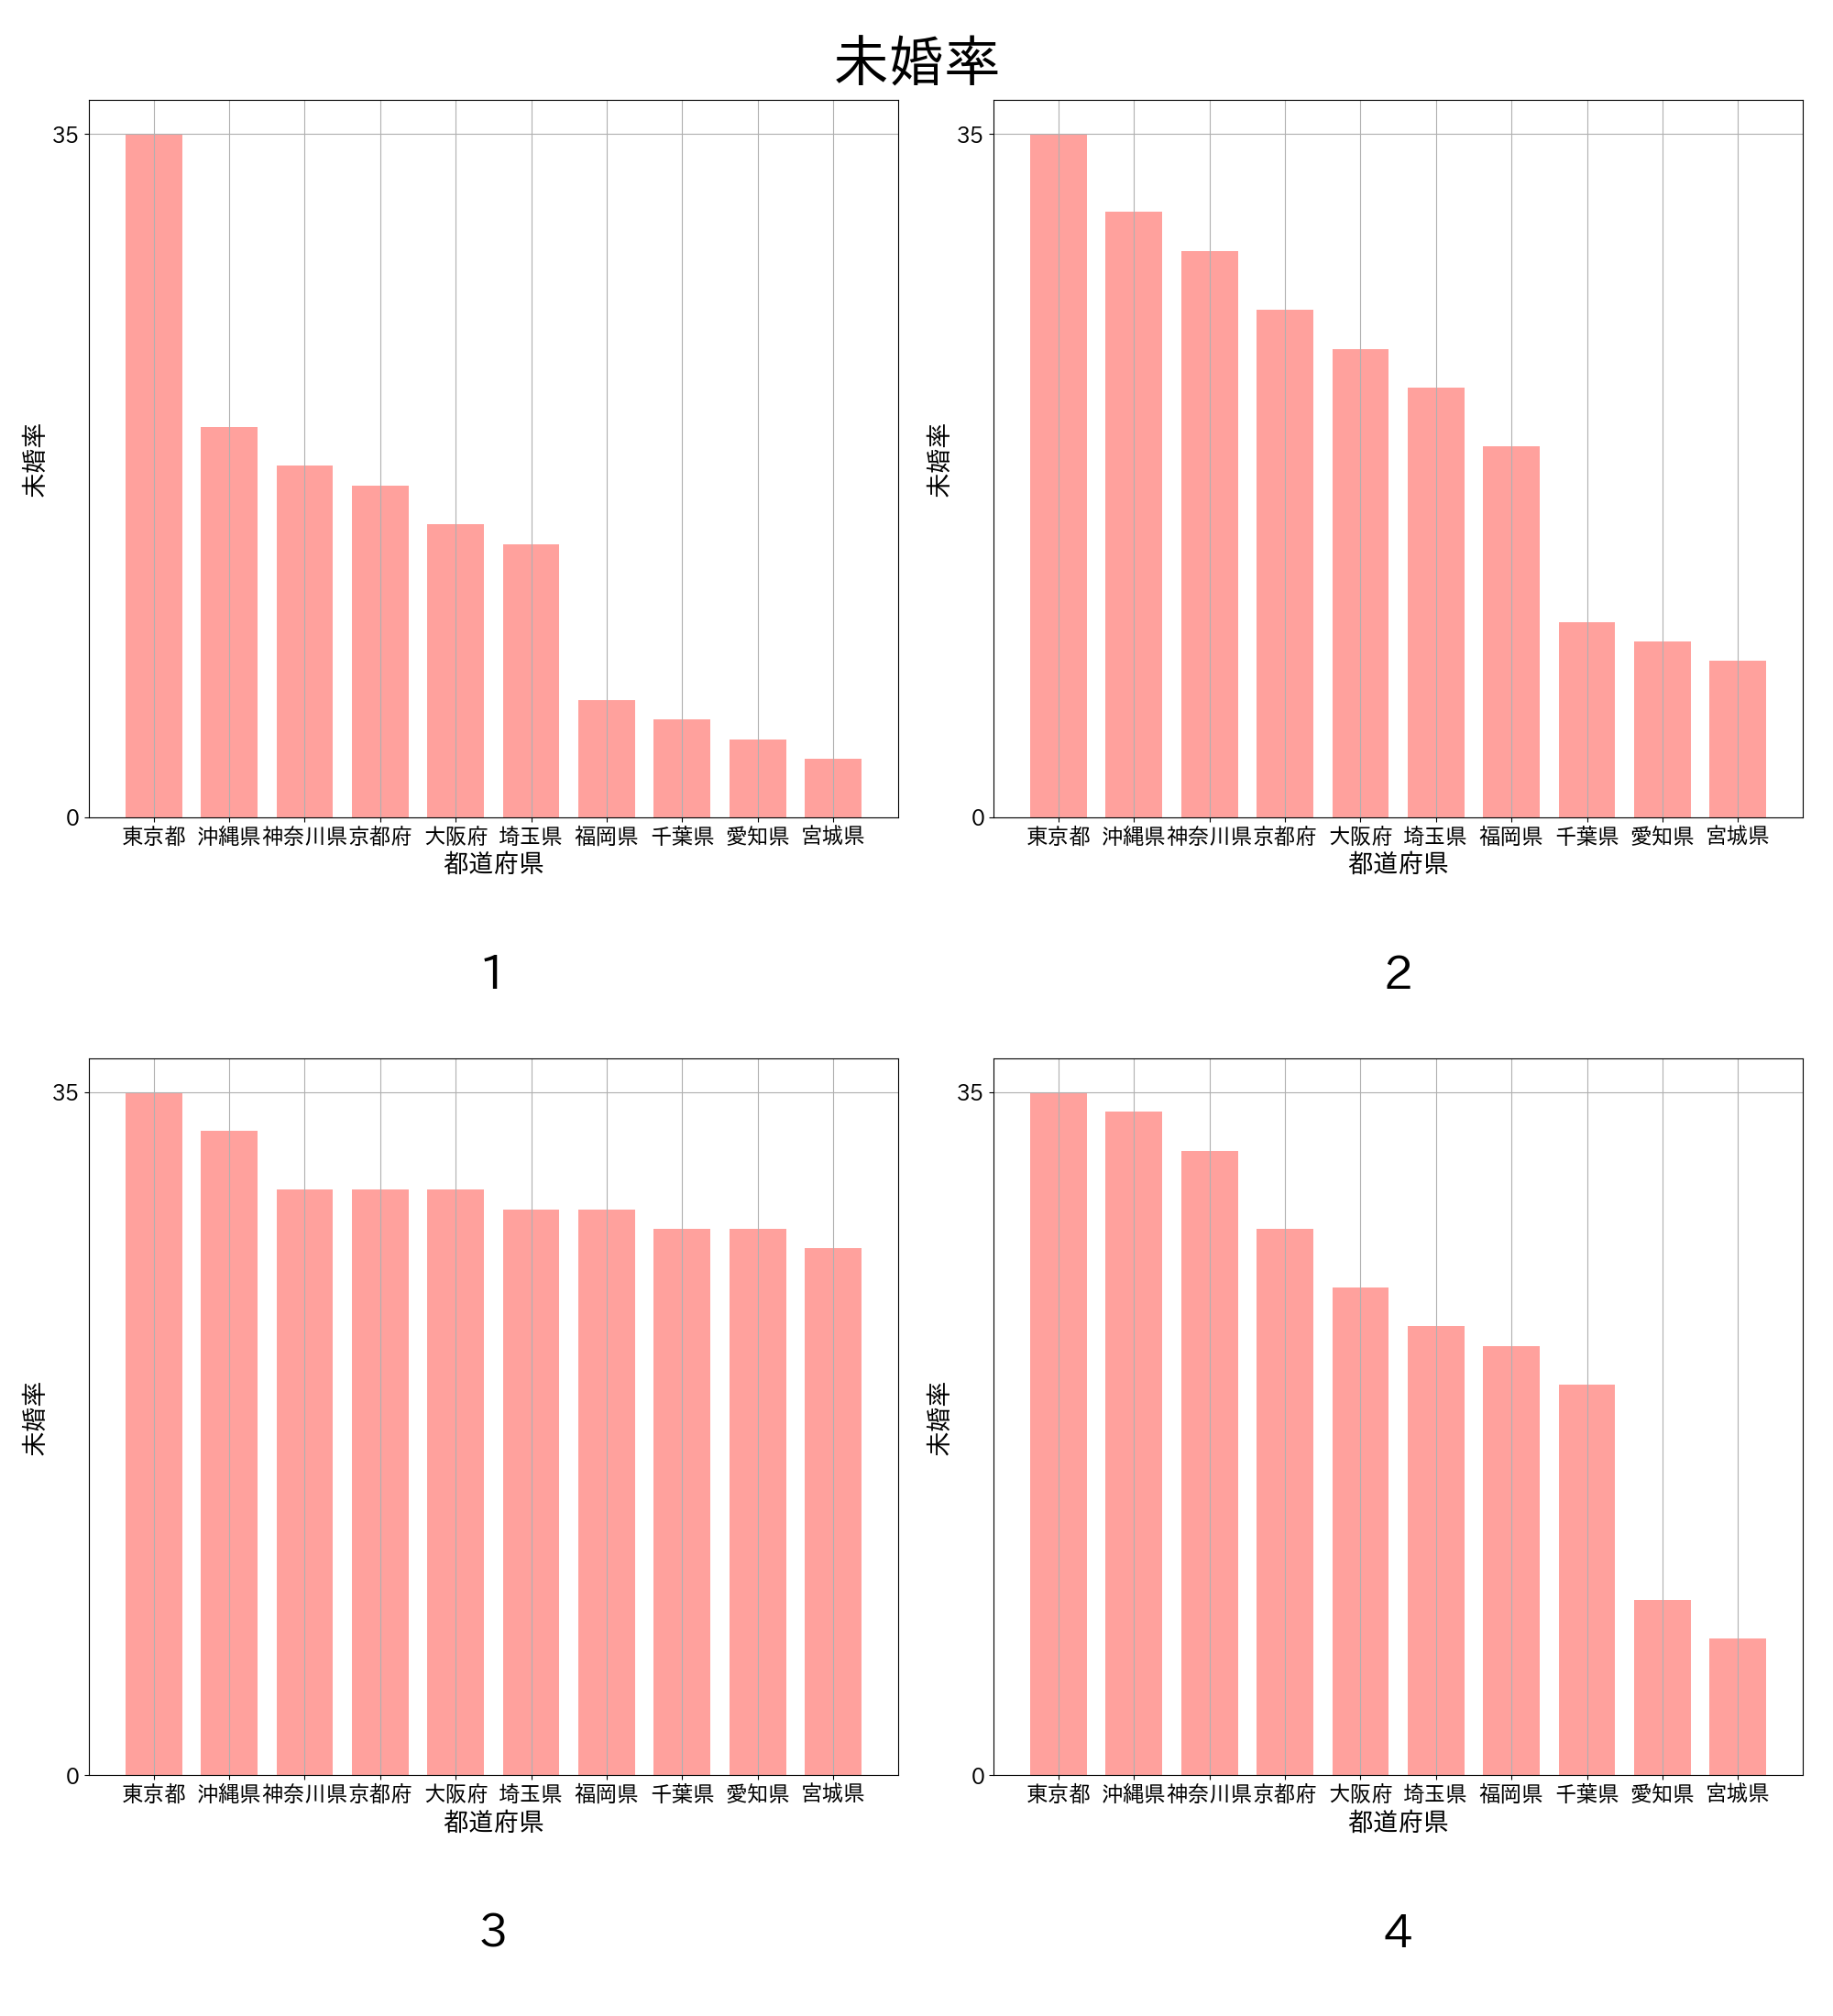 未婚率
35
0
未婚率
東京都 沖縄県 神奈川県 京都府 大阪府 埼玉県 福岡県 千葉県 愛知県 宮城県
都道府県
1
35
0
未婚率
東京都 沖縄県 神奈川県 京都府 大阪府 埼玉県 福岡県 千葉県 愛知県 宮城県
都道府県
2
35
0
未婚率
東京都 沖縄県 神奈川県 京都府 大阪府 埼玉県 福岡県 千葉県 愛知県 宮城県
都道府県
3
35
0
未婚率
東京都 沖縄県 神奈川県 京都府 大阪府 埼玉県 福岡県 千葉県 愛知県 宮城県
都道府県
4